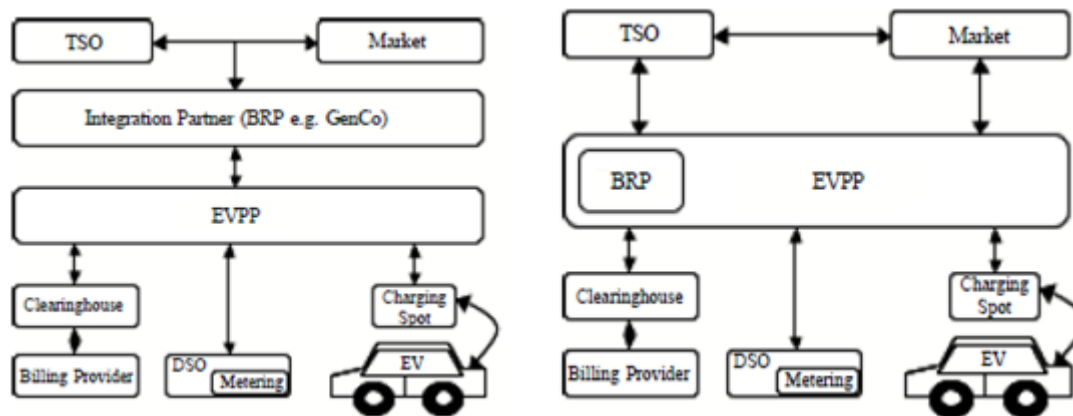 TSO
Market
Integration Partner (BRP e.g. GenCo)
EVPP
Clearinghouse
Charging
Spot
Billing Provider
DSO
Metering
EV
TSO
Market
BRP
EVPP
Clearinghouse
Charging
Spot
Billing Provider
DSO
Metering
EV